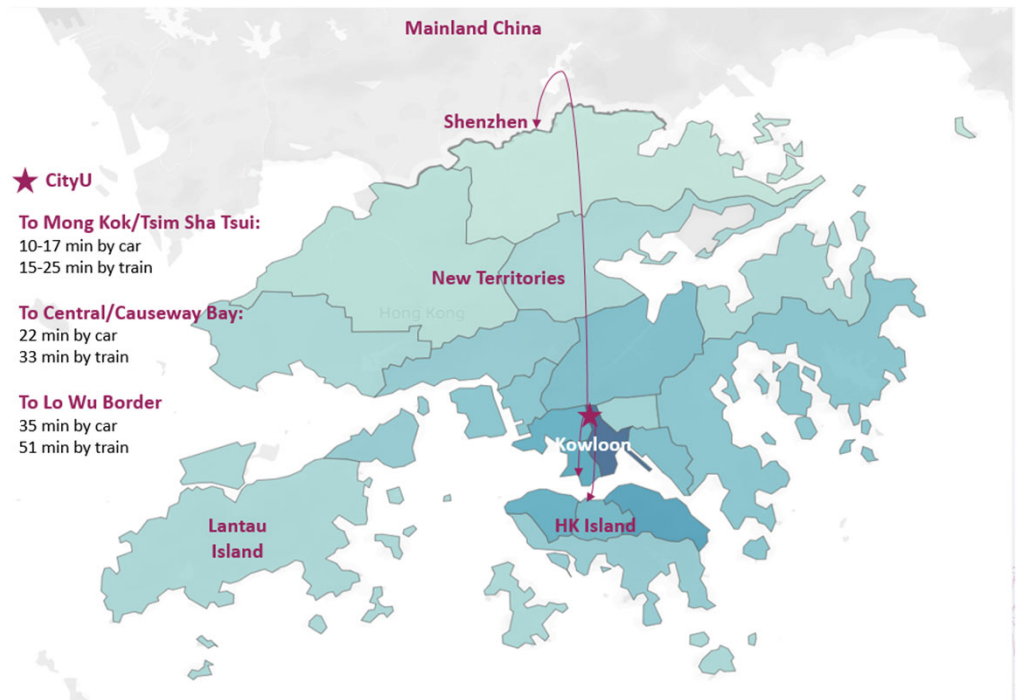 Mainland China
Shenzhen
CityU
To Mong Kok/Tsim Sha Tsui:
10-17 min by car
15-25 min by train
New Territories
To Central/Causeway Bay:
Hong Kong
22 min by car
33 min by train
To Lo Wu Border
35 min by car
51 min by train
Kowloon
Lantau
Island
HK Island